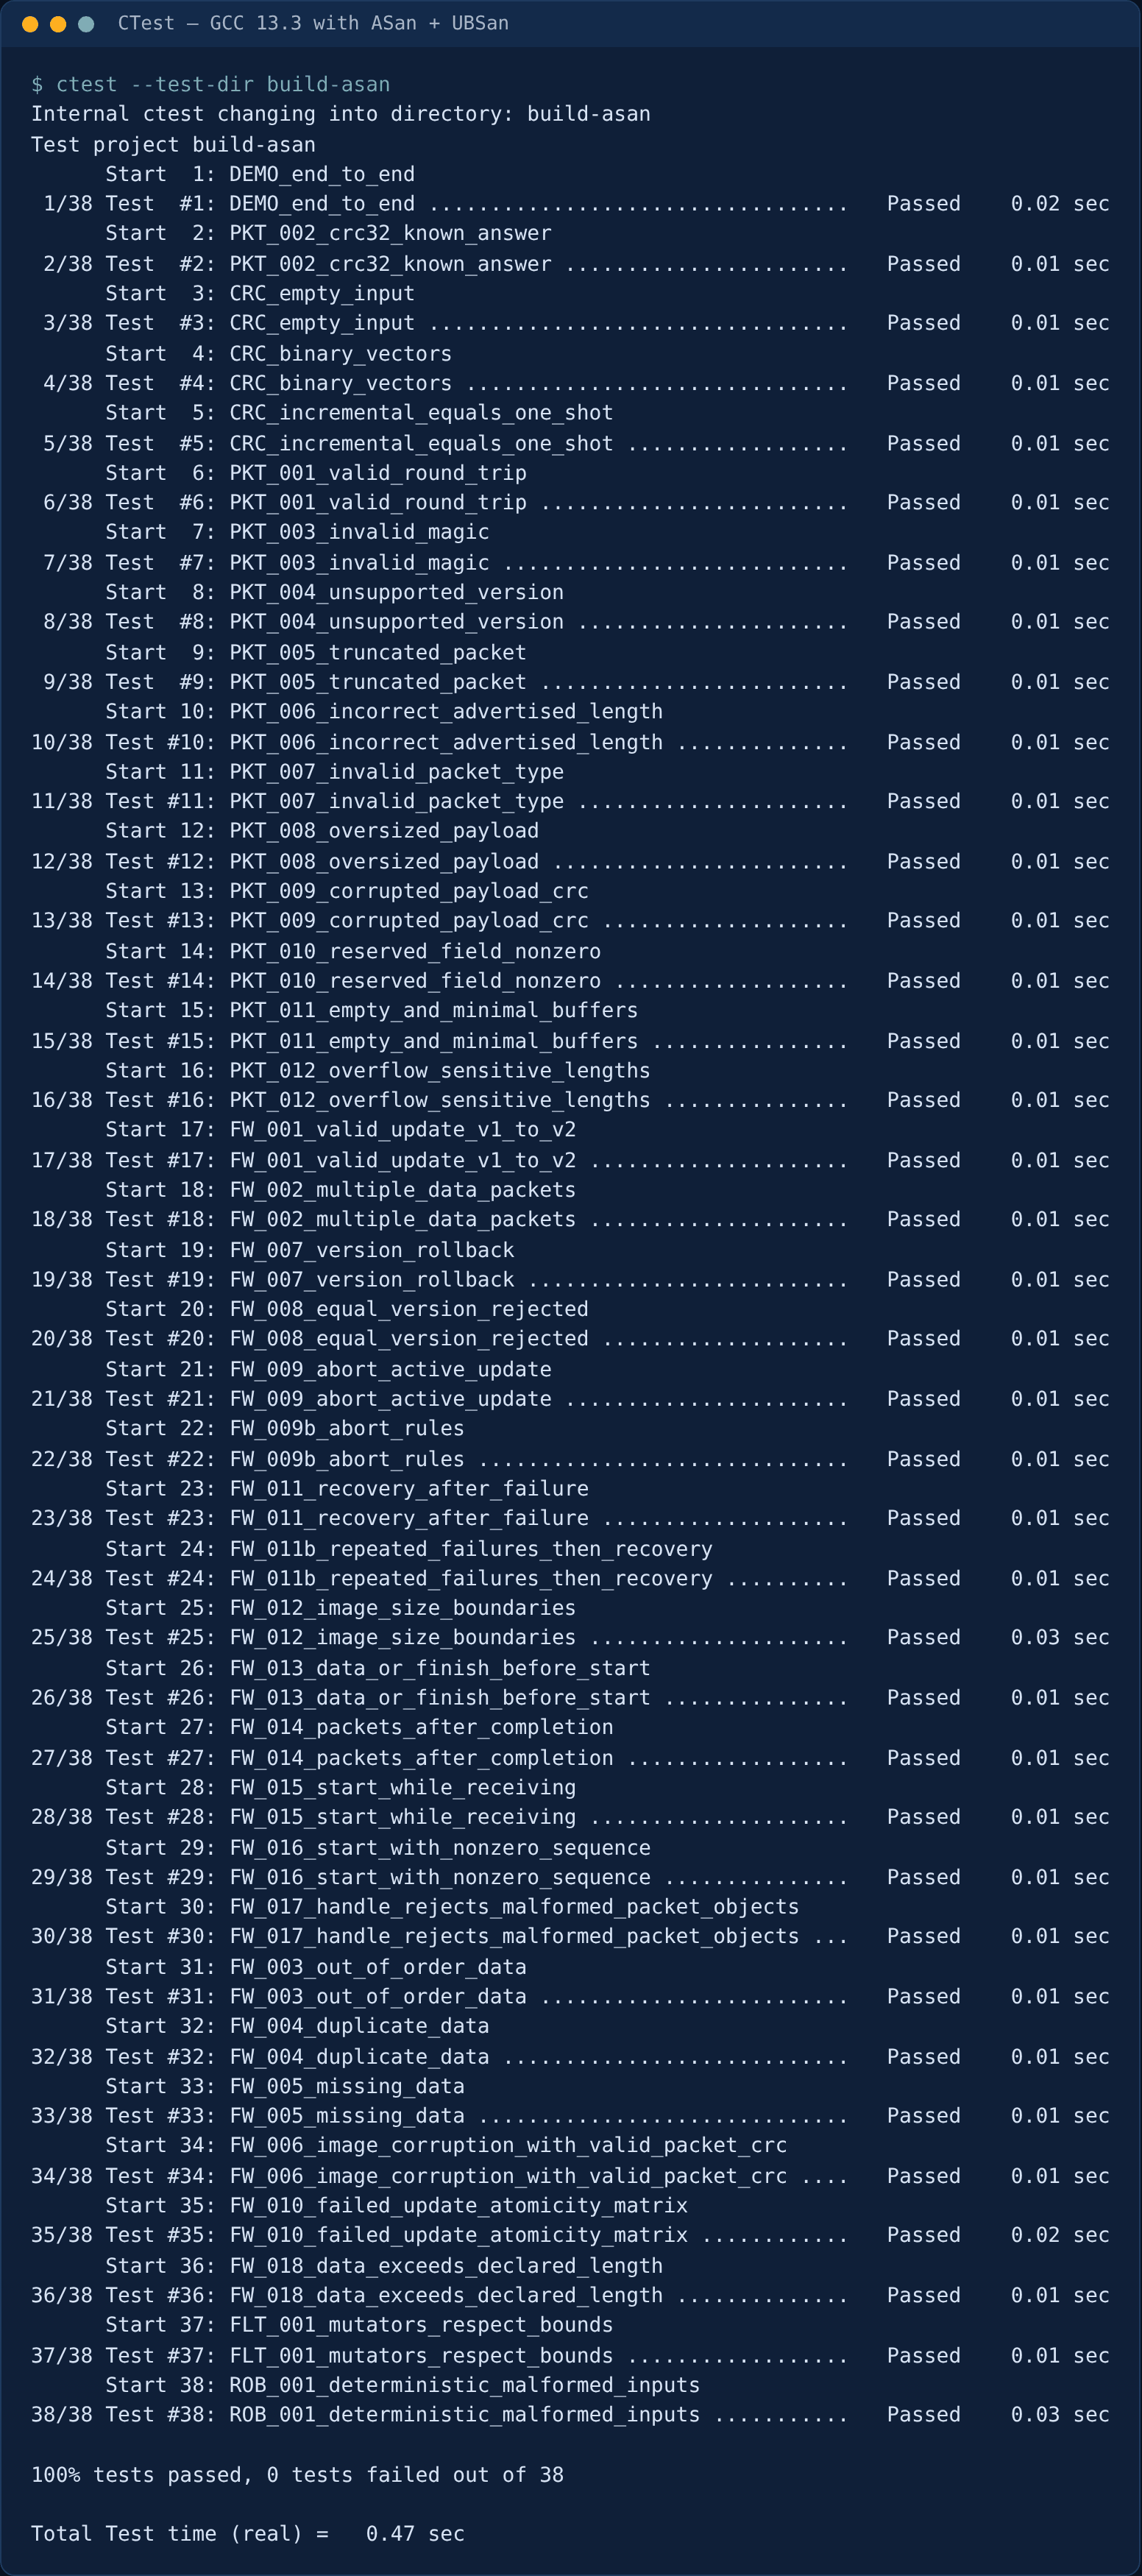 CTest — GCC 13.3 with ASan + UBSan
$ ctest --test-dir build-asan
Internal ctest changing into directory: build-asan
Test project build-asan
      Start  1: DEMO_end_to_end
 1/38 Test  #1: DEMO_end_to_end ..................................   Passed    0.02 sec
      Start  2: PKT_002_crc32_known_answer
 2/38 Test  #2: PKT_002_crc32_known_answer .......................   Passed    0.01 sec
      Start  3: CRC_empty_input
 3/38 Test  #3: CRC_empty_input ..................................   Passed    0.01 sec
      Start  4: CRC_binary_vectors
 4/38 Test  #4: CRC_binary_vectors ...............................   Passed    0.01 sec
      Start  5: CRC_incremental_equals_one_shot
 5/38 Test  #5: CRC_incremental_equals_one_shot ..................   Passed    0.01 sec
      Start  6: PKT_001_valid_round_trip
 6/38 Test  #6: PKT_001_valid_round_trip .........................   Passed    0.01 sec
      Start  7: PKT_003_invalid_magic
 7/38 Test  #7: PKT_003_invalid_magic ............................   Passed    0.01 sec
      Start  8: PKT_004_unsupported_version
 8/38 Test  #8: PKT_004_unsupported_version ......................   Passed    0.01 sec
      Start  9: PKT_005_truncated_packet
 9/38 Test  #9: PKT_005_truncated_packet .........................   Passed    0.01 sec
      Start 10: PKT_006_incorrect_advertised_length
10/38 Test #10: PKT_006_incorrect_advertised_length ..............   Passed    0.01 sec
      Start 11: PKT_007_invalid_packet_type
11/38 Test #11: PKT_007_invalid_packet_type ......................   Passed    0.01 sec
      Start 12: PKT_008_oversized_payload
12/38 Test #12: PKT_008_oversized_payload ........................   Passed    0.01 sec
      Start 13: PKT_009_corrupted_payload_crc
13/38 Test #13: PKT_009_corrupted_payload_crc ....................   Passed    0.01 sec
      Start 14: PKT_010_reserved_field_nonzero
14/38 Test #14: PKT_010_reserved_field_nonzero ...................   Passed    0.01 sec
      Start 15: PKT_011_empty_and_minimal_buffers
15/38 Test #15: PKT_011_empty_and_minimal_buffers ................   Passed    0.01 sec
      Start 16: PKT_012_overflow_sensitive_lengths
16/38 Test #16: PKT_012_overflow_sensitive_lengths ...............   Passed    0.01 sec
      Start 17: FW_001_valid_update_v1_to_v2
17/38 Test #17: FW_001_valid_update_v1_to_v2 .....................   Passed    0.01 sec
      Start 18: FW_002_multiple_data_packets
18/38 Test #18: FW_002_multiple_data_packets .....................   Passed    0.01 sec
      Start 19: FW_007_version_rollback
19/38 Test #19: FW_007_version_rollback ..........................   Passed    0.01 sec
      Start 20: FW_008_equal_version_rejected
20/38 Test #20: FW_008_equal_version_rejected ....................   Passed    0.01 sec
      Start 21: FW_009_abort_active_update
21/38 Test #21: FW_009_abort_active_update .......................   Passed    0.01 sec
      Start 22: FW_009b_abort_rules
22/38 Test #22: FW_009b_abort_rules ..............................   Passed    0.01 sec
      Start 23: FW_011_recovery_after_failure
23/38 Test #23: FW_011_recovery_after_failure ....................   Passed    0.01 sec
      Start 24: FW_011b_repeated_failures_then_recovery
24/38 Test #24: FW_011b_repeated_failures_then_recovery ..........   Passed    0.01 sec
      Start 25: FW_012_image_size_boundaries
25/38 Test #25: FW_012_image_size_boundaries .....................   Passed    0.03 sec
      Start 26: FW_013_data_or_finish_before_start
26/38 Test #26: FW_013_data_or_finish_before_start ...............   Passed    0.01 sec
      Start 27: FW_014_packets_after_completion
27/38 Test #27: FW_014_packets_after_completion ..................   Passed    0.01 sec
      Start 28: FW_015_start_while_receiving
28/38 Test #28: FW_015_start_while_receiving .....................   Passed    0.01 sec
      Start 29: FW_016_start_with_nonzero_sequence
29/38 Test #29: FW_016_start_with_nonzero_sequence ...............   Passed    0.01 sec
      Start 30: FW_017_handle_rejects_malformed_packet_objects
30/38 Test #30: FW_017_handle_rejects_malformed_packet_objects ...   Passed    0.01 sec
      Start 31: FW_003_out_of_order_data
31/38 Test #31: FW_003_out_of_order_data .........................   Passed    0.01 sec
      Start 32: FW_004_duplicate_data
32/38 Test #32: FW_004_duplicate_data ............................   Passed    0.01 sec
      Start 33: FW_005_missing_data
33/38 Test #33: FW_005_missing_data ..............................   Passed    0.01 sec
      Start 34: FW_006_image_corruption_with_valid_packet_crc
34/38 Test #34: FW_006_image_corruption_with_valid_packet_crc ....   Passed    0.01 sec
      Start 35: FW_010_failed_update_atomicity_matrix
35/38 Test #35: FW_010_failed_update_atomicity_matrix ............   Passed    0.02 sec
      Start 36: FW_018_data_exceeds_declared_length
36/38 Test #36: FW_018_data_exceeds_declared_length ..............   Passed    0.01 sec
      Start 37: FLT_001_mutators_respect_bounds
37/38 Test #37: FLT_001_mutators_respect_bounds ..................   Passed    0.01 sec
      Start 38: ROB_001_deterministic_malformed_inputs
38/38 Test #38: ROB_001_deterministic_malformed_inputs ...........   Passed    0.03 sec
100% tests passed, 0 tests failed out of 38
Total Test time (real) =   0.47 sec